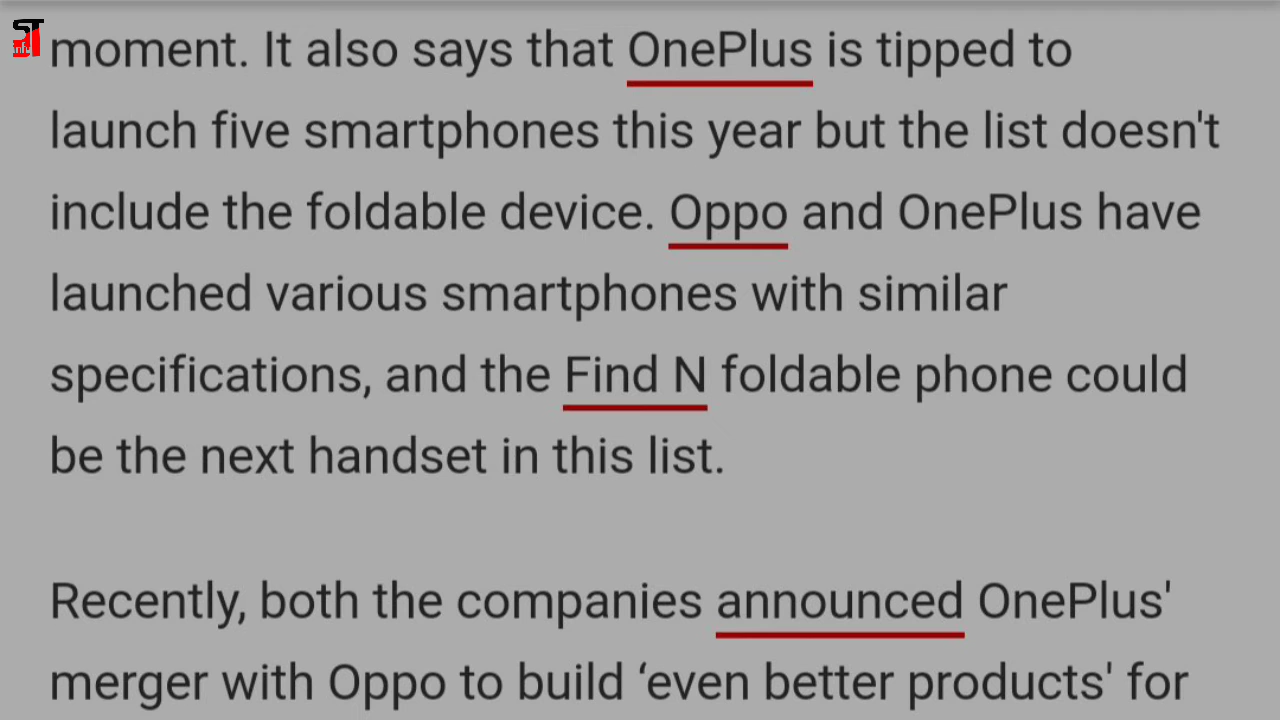 ST
moment. It also says that OnePlus is tipped to
launch five smartphones this year but the list doesn't
include the foldable device. Oppo and OnePlus have
launched various smartphones with similar
specifications, and the Find N foldable phone could
be the next handset in this list.
Recently, both the companies announced OnePlus'
merger with Oppo to build ‘even better products' for